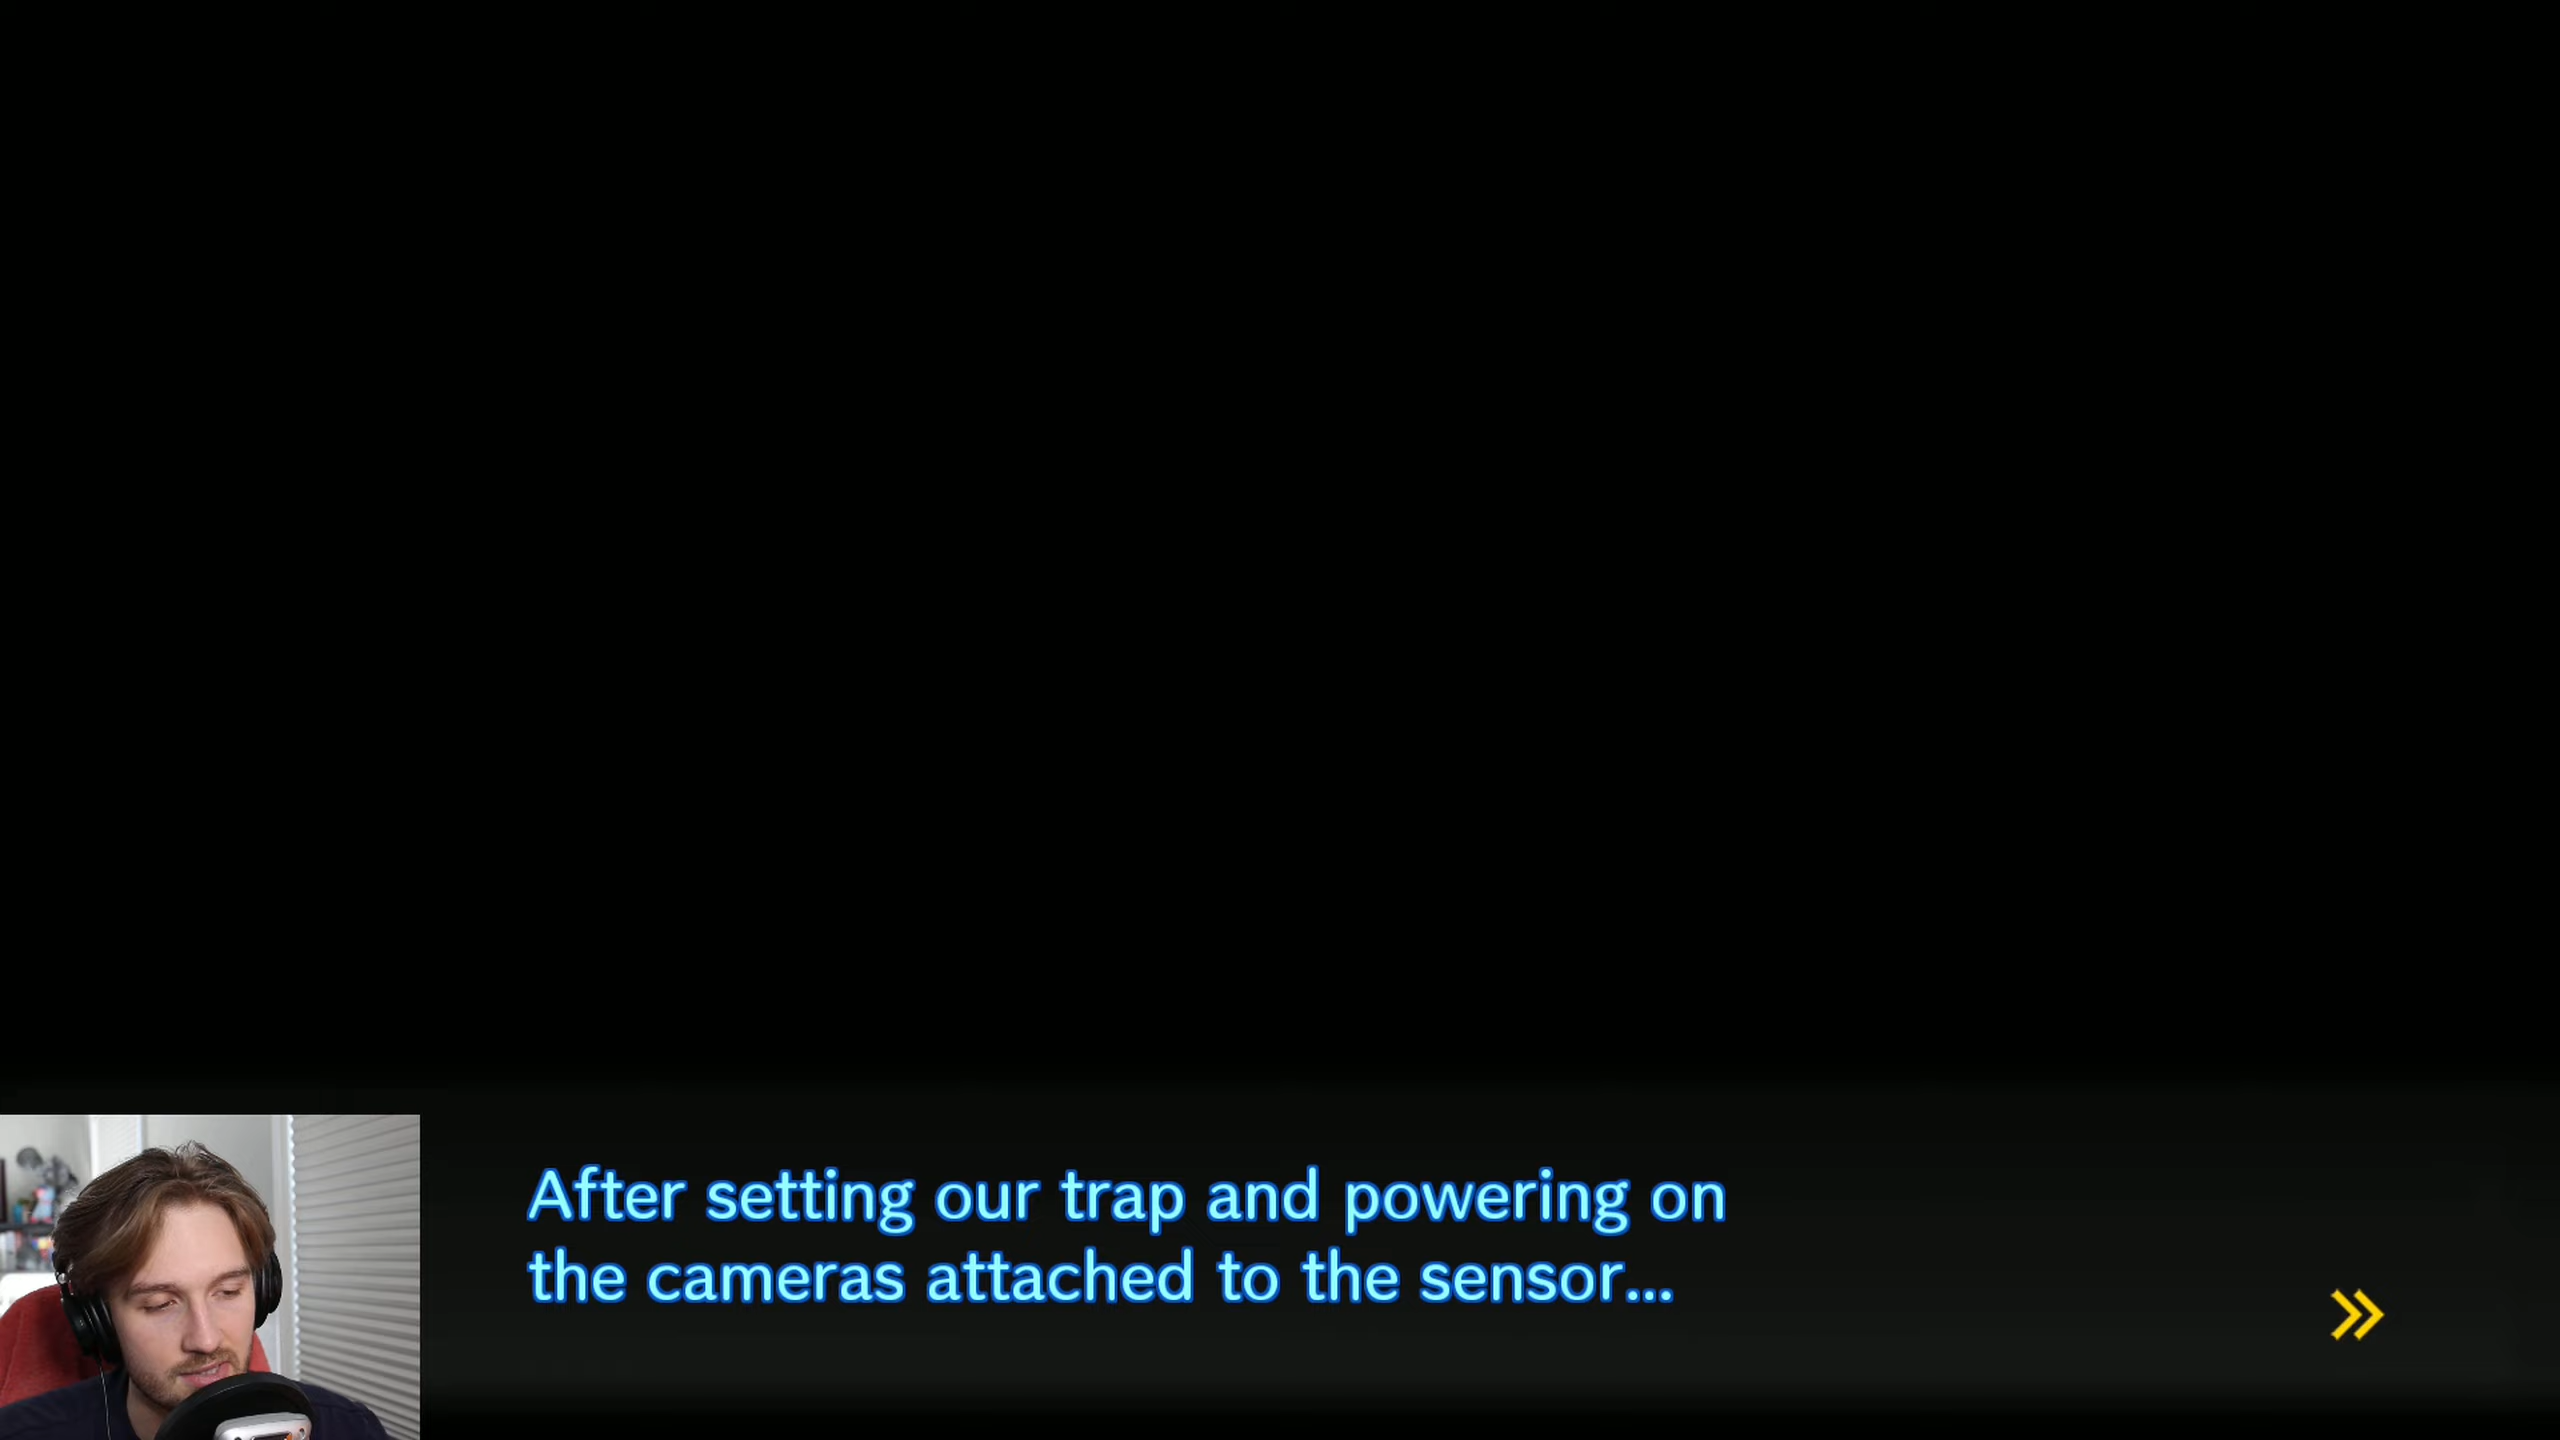 After setting our trap and powering on
the cameras attached to the sensor...